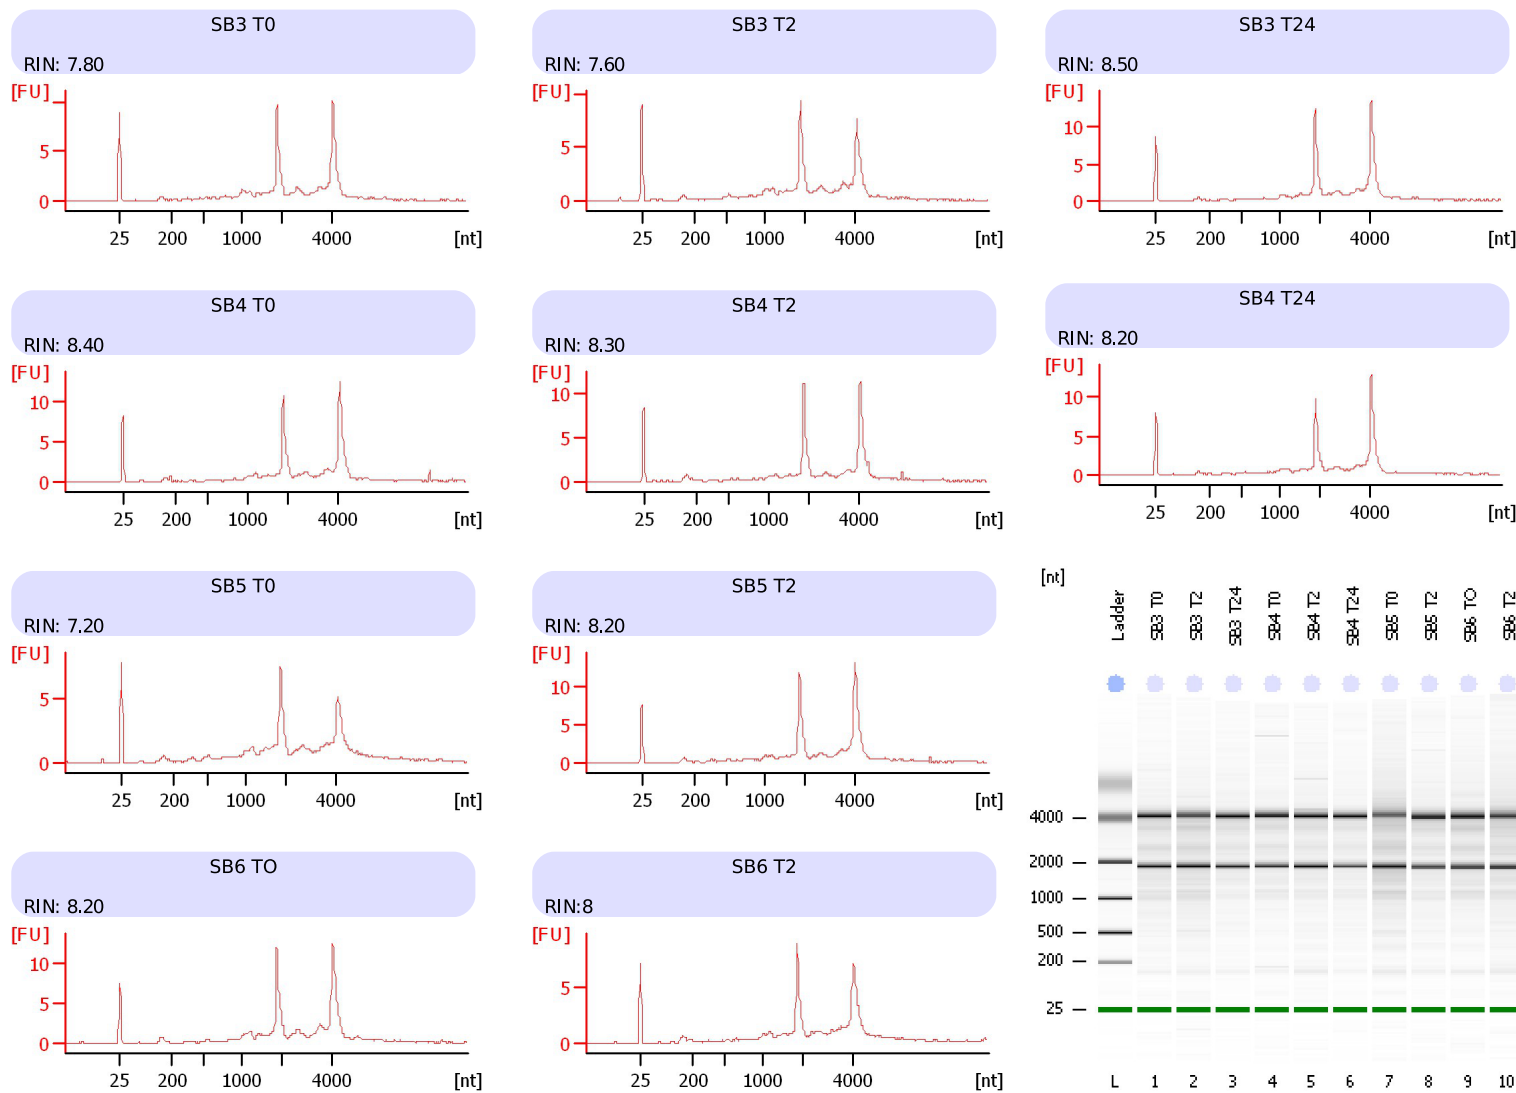 SB3 T0
RIN: 7.80
[FU]
5
0
25 200 1000 4000 [nt]
SB3 T2
RIN: 7.60
[FU]
5
0
25 200 1000 4000 [nt]
SB3 T24
RIN: 8.50
[FU]
10
5
0
25 200 1000 4000 [nt]
SB4 T0
RIN: 8.40
[FU]
10
5
0
25 200 1000 4000 [nt]
SB4 T2
RIN: 8.30
[FU]
10
5
0
25 200 1000 4000 [nt]
SB4 T24
RIN: 8.20
[FU]
10
5
0
25 200 1000 4000 [nt]
SB5 T0
RIN: 7.20
[FU]
5
0
25 200 1000 4000 [nt]
SB5 T2
RIN: 8.20
[FU]
10
5
0
25 200 1000 4000 [nt]
SB6 TO
RIN: 8.20
[FU]
10
5
0
25 200 1000 4000 [nt]
SB6 T2
RIN:8
[FU]
5
0
25 200 1000 4000 [nt]
[nt]
Ladder
SB3 T0
SB3 T2
SB3 T24
SB4 T0
SB4 T2
SB4 T24
SB5 T0
SB5 T2
SB6 TO
SB6 T2
4000
2000
1000
500
200
25
L 1 2 3 4 5 6 7 8 9 10